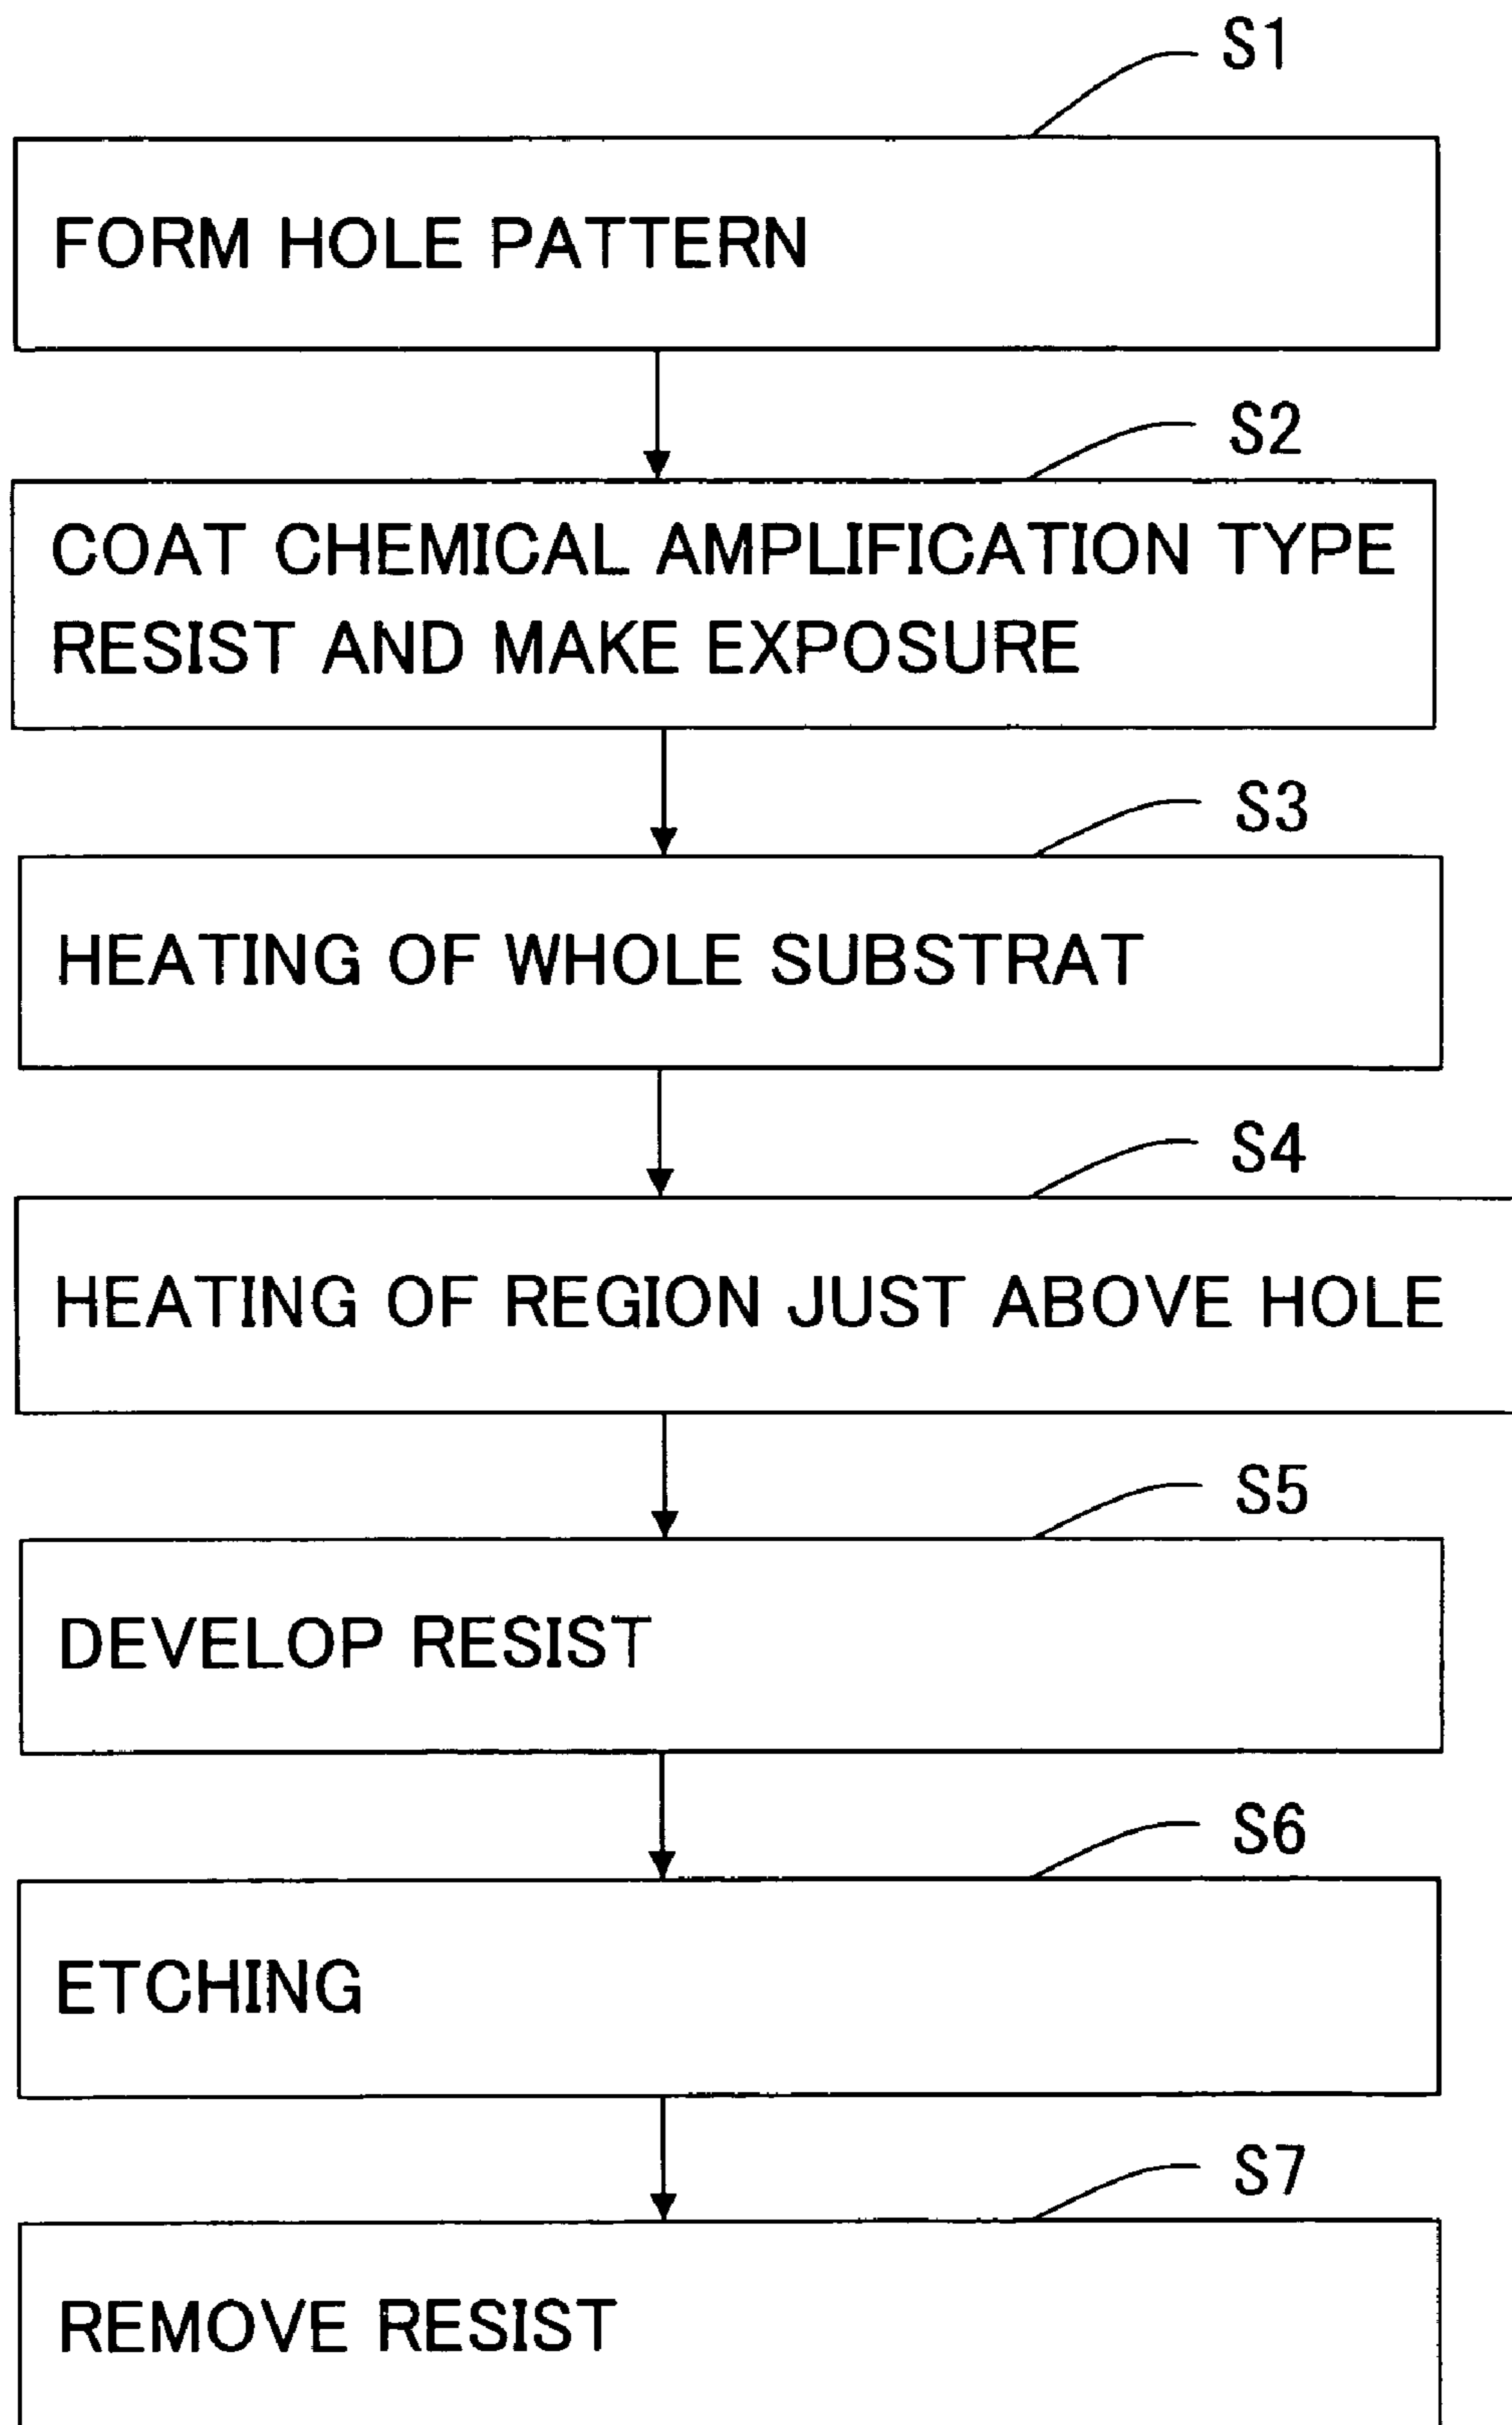 S1
FORM HOLE PATTERN
S2
COAT CHEMICAL AMPLIFICATION TYPE
RESIST AND MAKE EXPOSURE
S3
HEATING OF WHOLE SUBSTRAT
S4
HEATING OF REGION JUST ABOVE HOLE
S5
DEVELOP RESIST
S6
ETCHING
S7
REMOVE RESIST